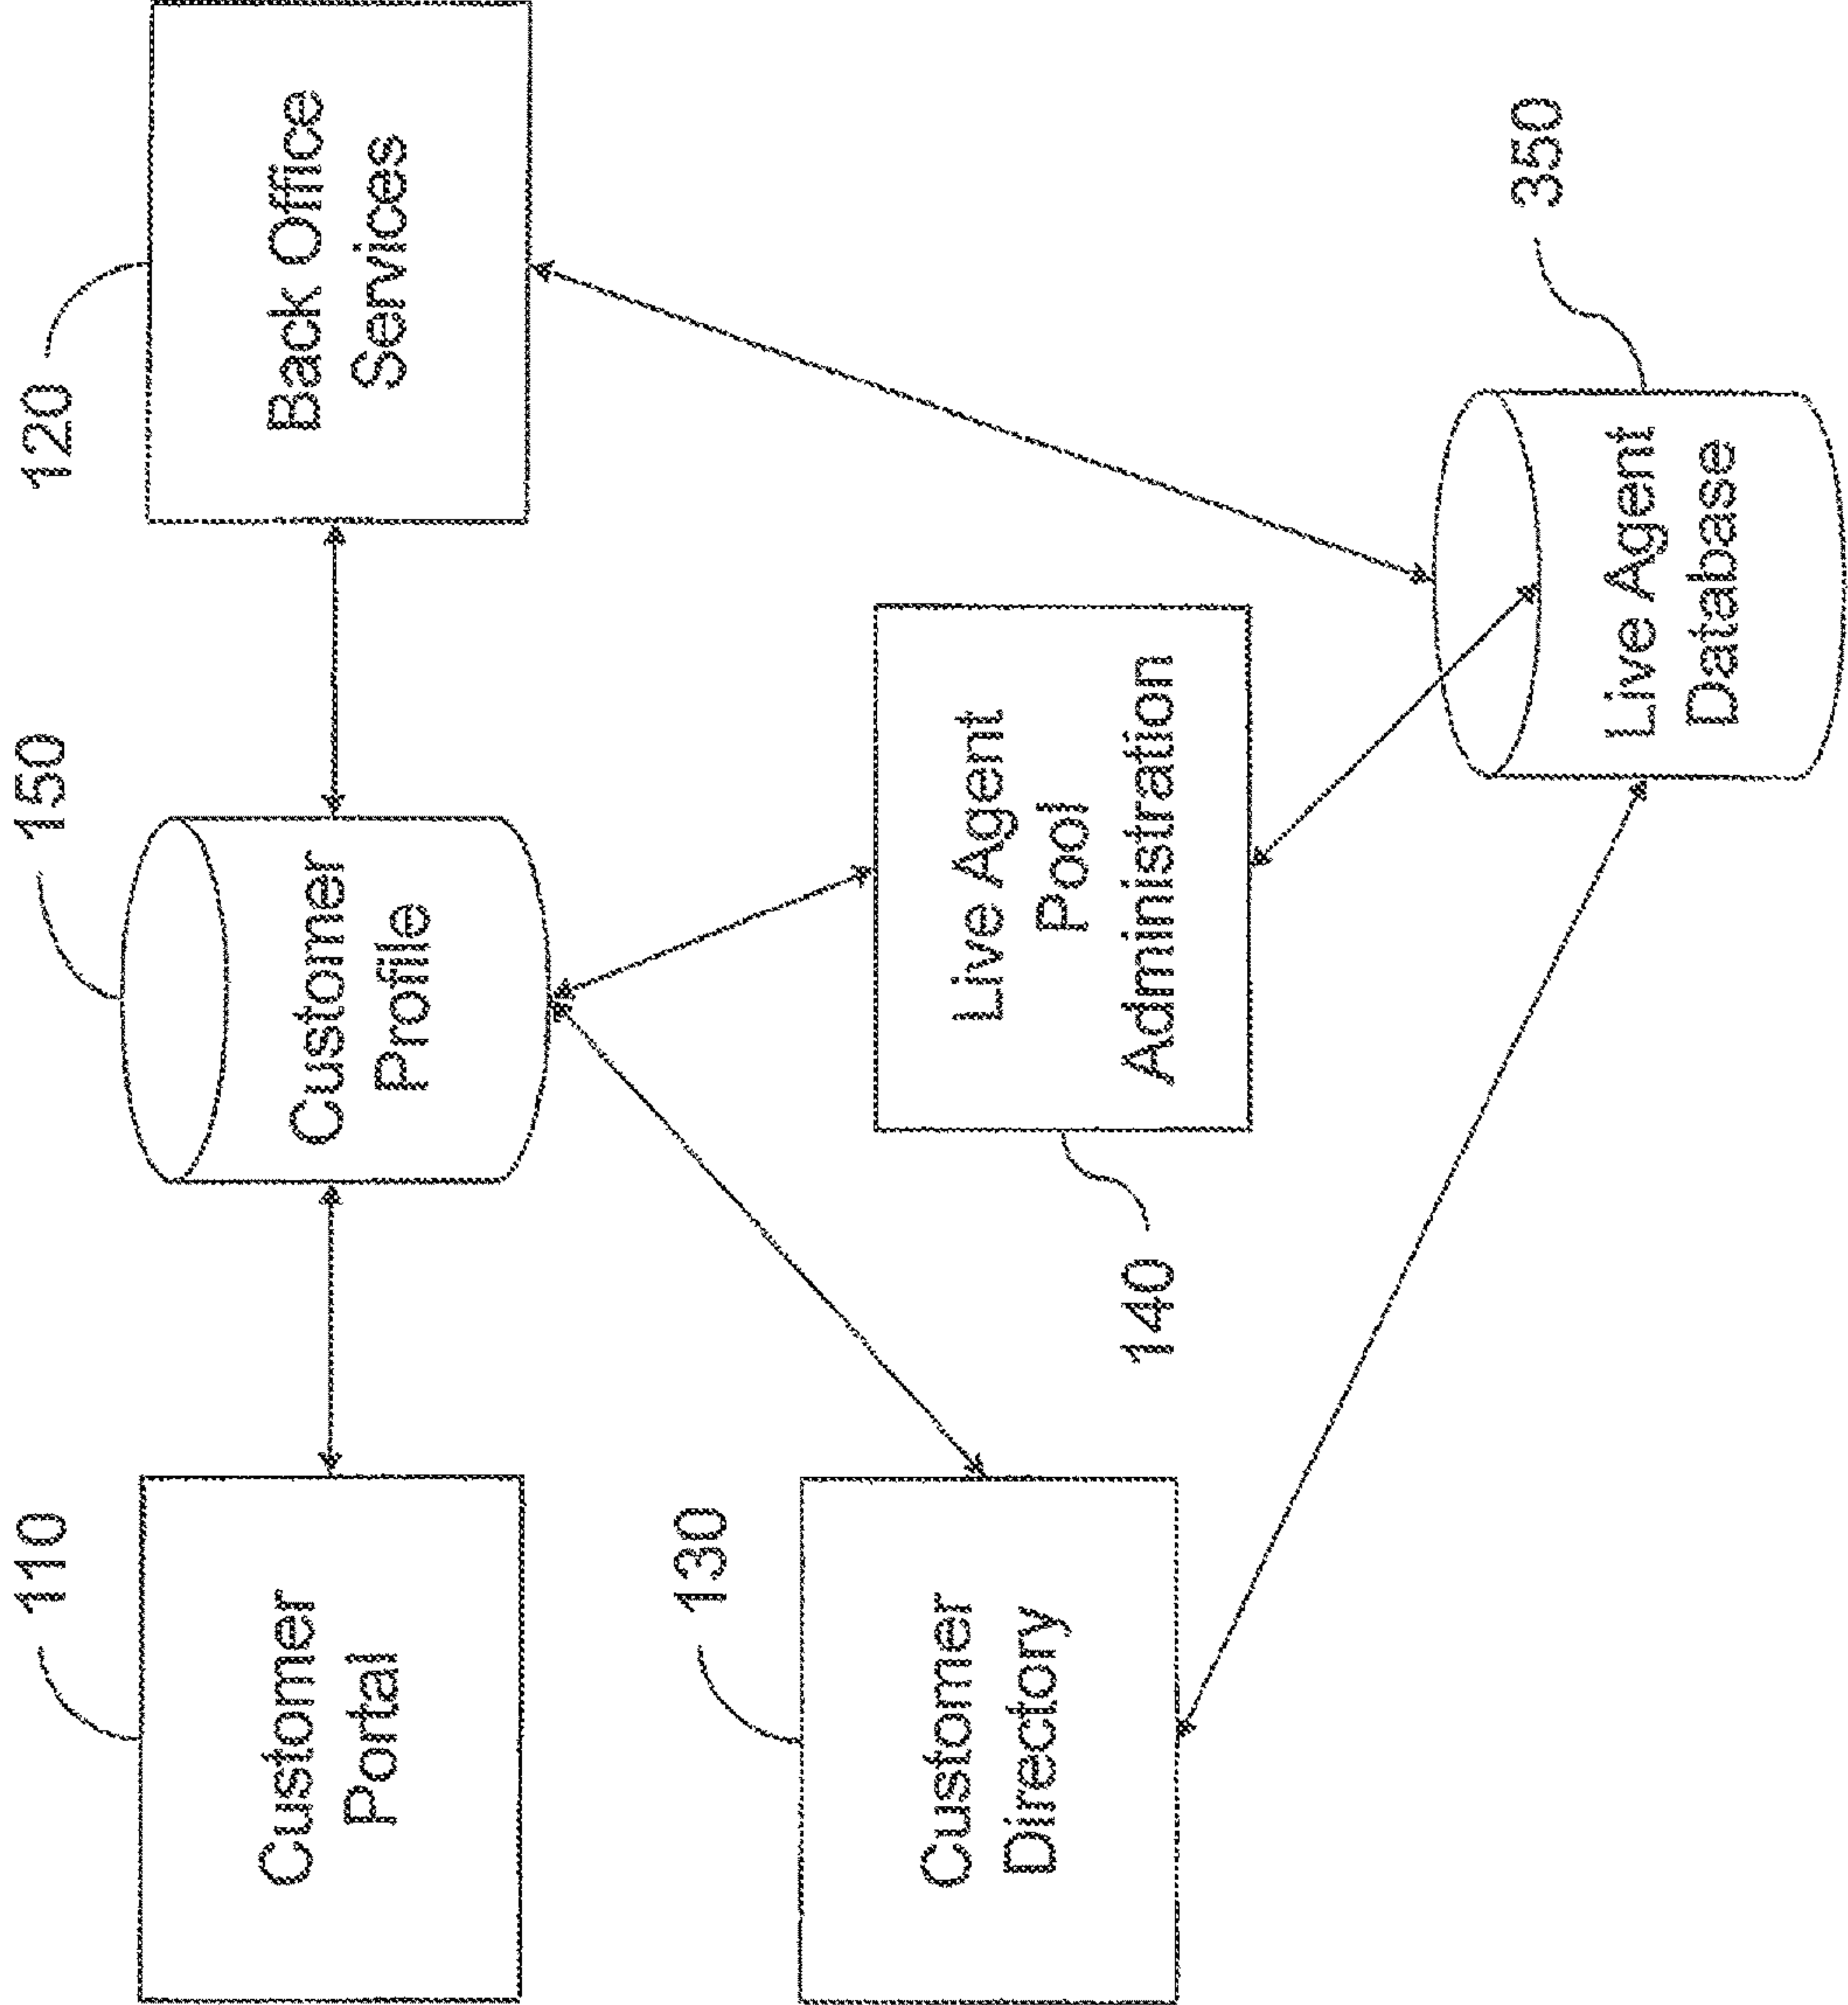 110
Customer
Portal
150
Customer
Profile
120
Back Office
Services
130
Customer
Directory
140
Live Agent
Pool
Administration
350
Live Agent
Database